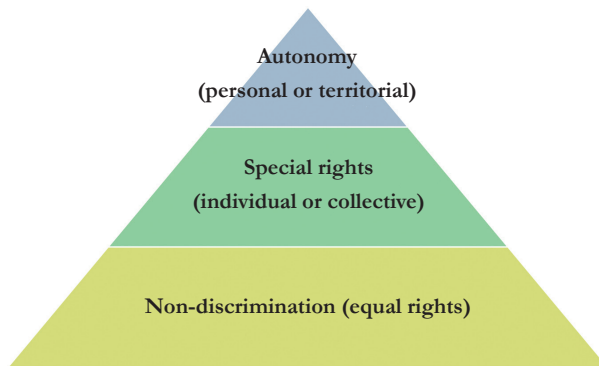 Autonomy
(personal or territorial)
Special rights
(individual or collective)
Non-discrimination (equal rights)